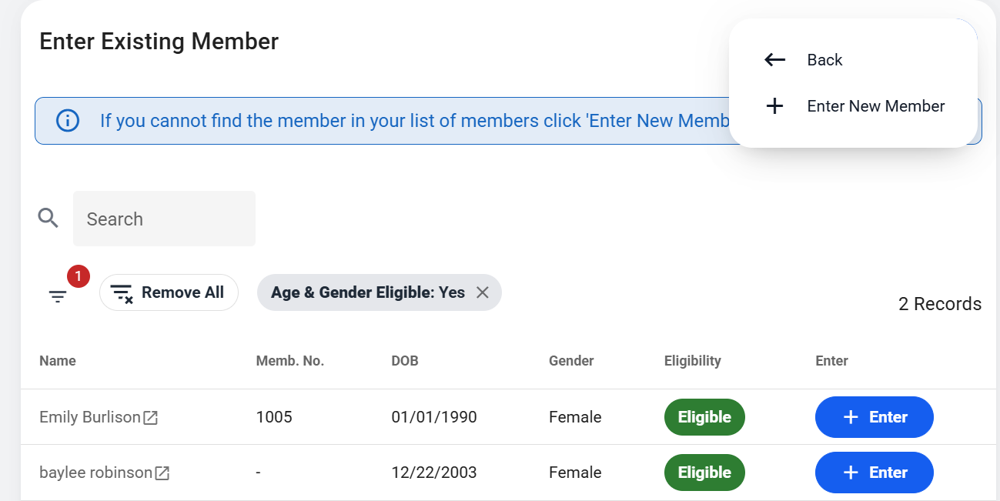 Enter Existing Member
Back
Enter New Member
If you cannot find the member in your list of members click 'Enter New Memb
Search
1
Remove All
Age & Gender Eligible: Yes
2 Records
Name Memb. No. DOB Gender Eligibility Enter
Emily Burlison 1005 01/01/1990 Female Eligible + Enter
baylee robinson - 12/22/2003 Female Eligible + Enter